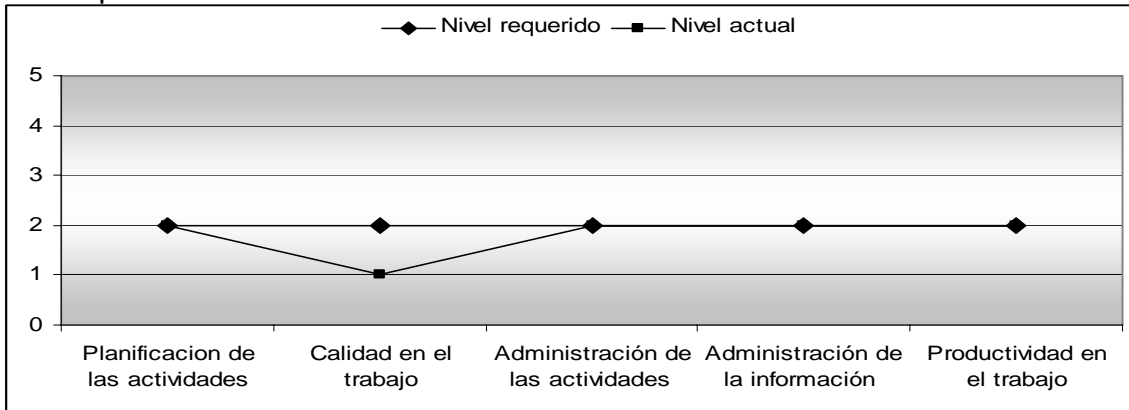 Nivel requerido Nivel actual
5
4
3
2
1
0
Planificacion de las actividades
Calidad en el trabajo
Administración de las actividades
Administración de la información
Productividad en el trabajo